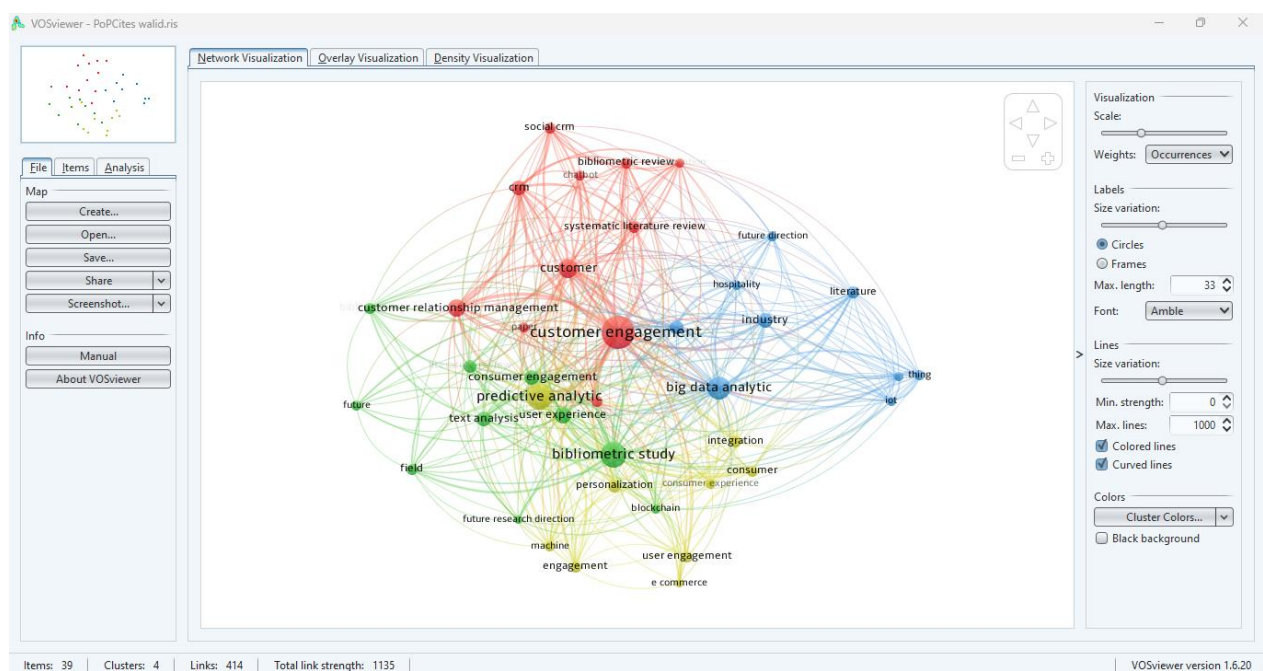 VOSviewer - PoPCites walid.ris
Network Visualization Overlay Visualization Density Visualization
File Items Analysis
Map
Create...
Open...
Save...
Share
Screenshot...
Info
Manual
About VOSviewer
social crm
bibliometric review
chatbot
crm
systematic literature review
future direction
customer
hospitality
literature
customer relationship management
industry
paper
customer engagement
thing
consumer engagement
big data analytic
predictive analytic
iot
future
text analysis
user experience
integration
bibliometric study
field
consumer
personalization
consumer experience
blockchain
future research direction
machine
user engagement
engagement
e commerce
>
Visualization
Scale:
Weights: Occurrences
Labels
Size variation:
Circles
Frames
Max. length: 33
Font: Amble
Lines
Size variation:
Min. strength: 0
Max. lines: 1000
Colored lines
Curved lines
Colors
Cluster Colors...
Black background
Items: 39 Clusters: 4 Links: 414 Total link strength: 1135 VOSviewer version 1.6.20